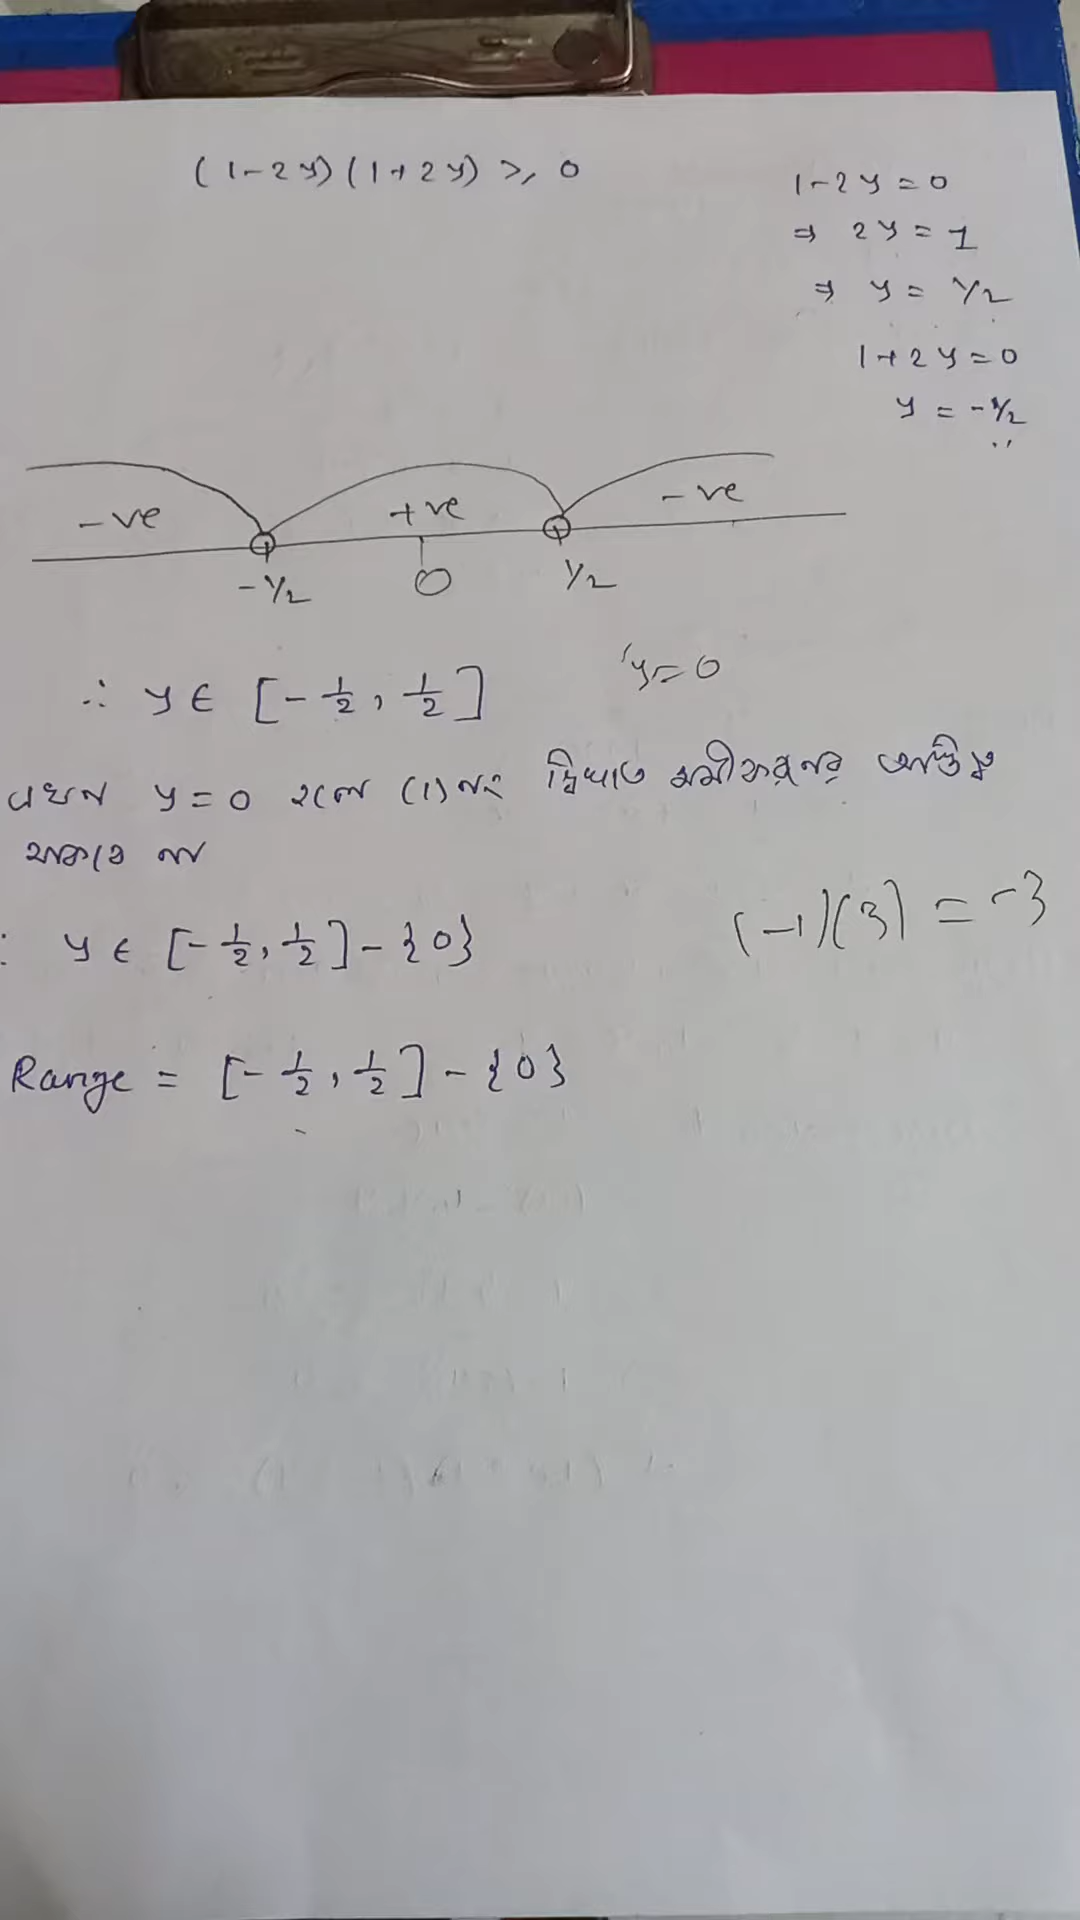 (1-2y)(1+2y) ≥ 0
1-2y=0
⇒ 2y = 1
⇒ y = 1/2
1+2y=0
y = -1/2
-ve +ve -ve
-1/2 0 1/2
∴ y ∈ [-1/2, 1/2]
y=0
এখন y=0 হলে (1) নং দ্বিঘাত সমীকরনের অস্তিত্ব
থাকবে না
(-1)(3) = -3
: y ∈ [-1/2, 1/2] - {0}
Range = [-1/2, 1/2] - {0}